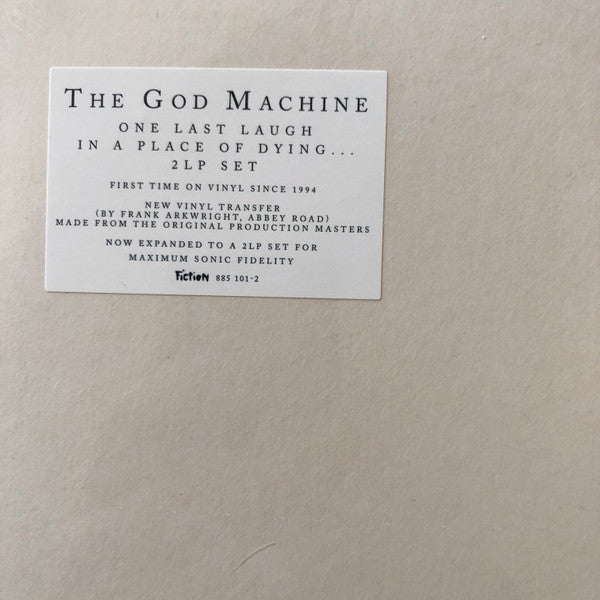 THE GOD MACHINE
ONE LAST LAUGH
IN A PLACE OF DYING...
2LP SET
FIRST TIME ON VINYL SINCE 1994
NEW VINYL TRANSFER
(BY FRANK ARKWRIGHT, ABBEY ROAD)
MADE FROM THE ORIGINAL PRODUCTION MASTERS
NOW EXPANDED TO A 2LP SET FOR
MAXIMUM SONIC FIDELITY
Fiction 885 101-2